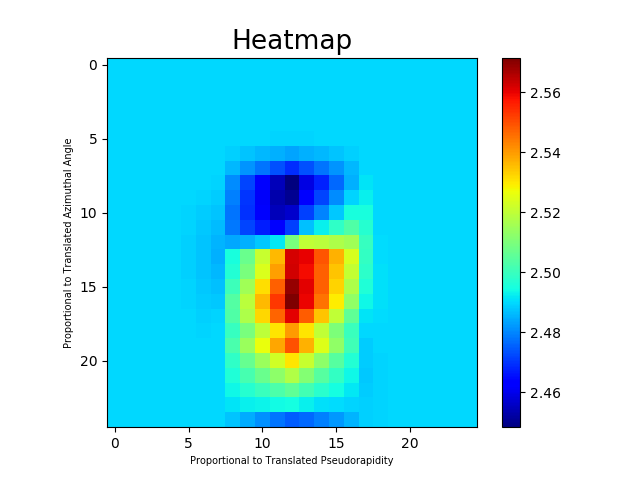 Heatmap
Proportional to Translated Azimuthal Angle
0
5
10
15
20
0 5 10 15 20
Proportional to Translated Pseudorapidity
2.56
2.54
2.52
2.50
2.48
2.46